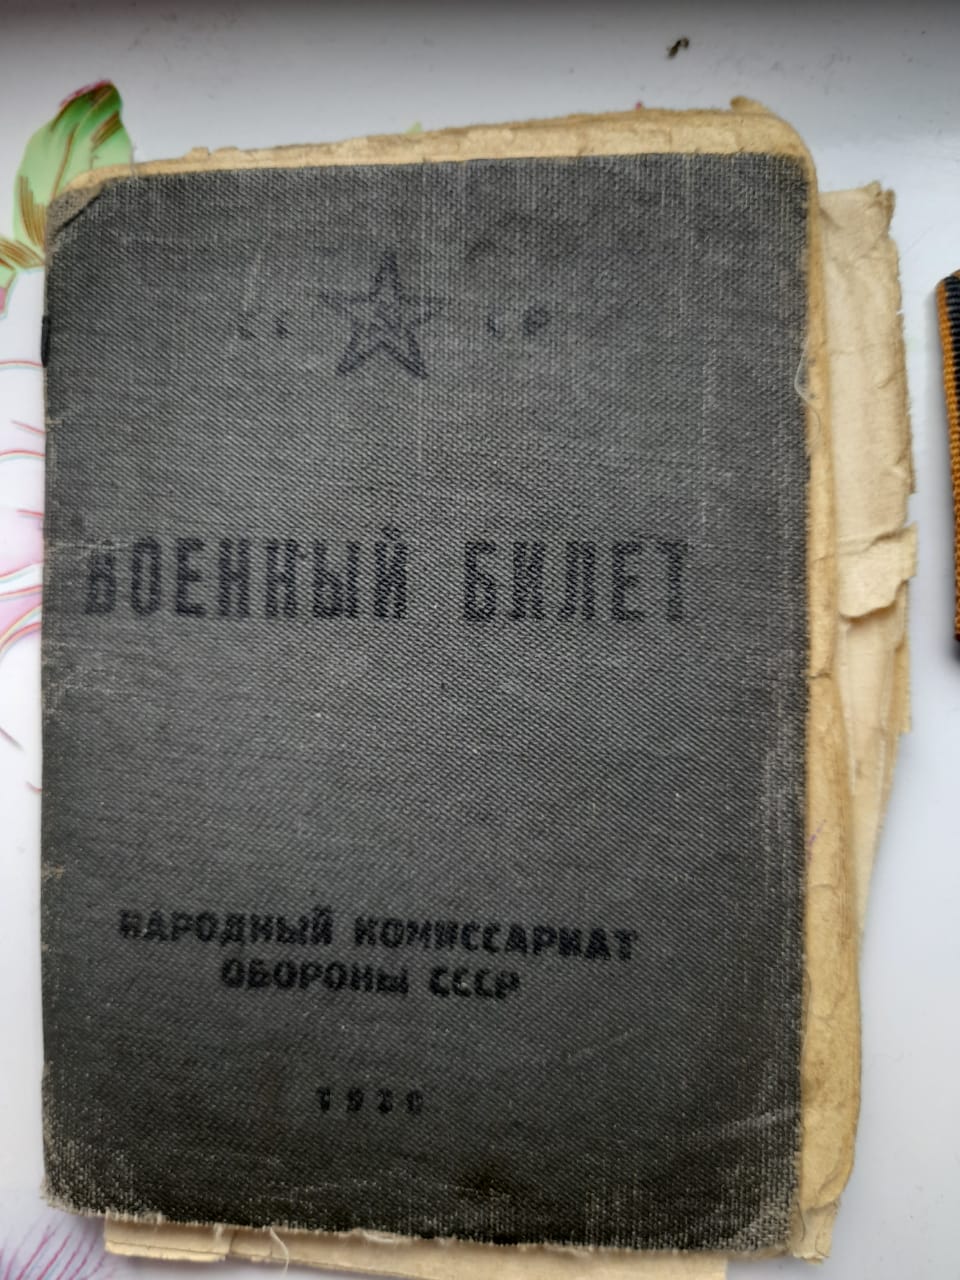 ВОЕННЫЙ БИЛЕТ
НАРОДНЫЙ КОМИССАРИАТ
ОБОРОНЫ СССР